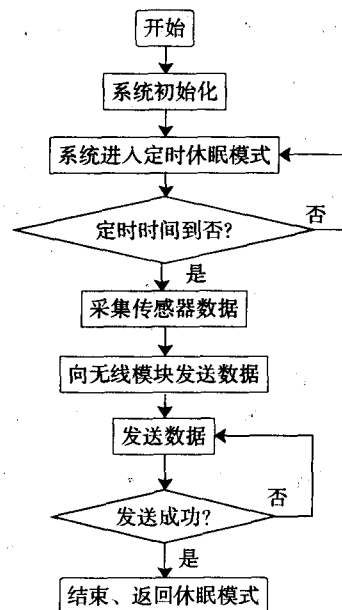 开始
系统初始化
系统进入定时休眠模式
定时时间到否?
否
是
采集传感器数据
向无线模块发送数据
发送数据
发送成功?
否
是
结束、返回休眠模式